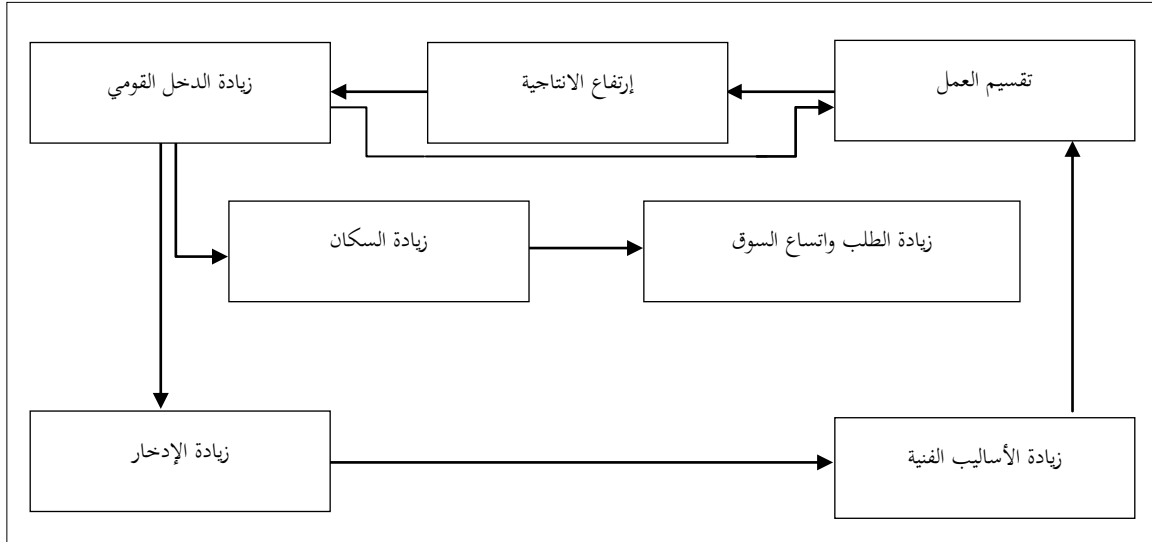 تقسيم العمل
إرتفاع الانتاجية
زيادة الدخل القومي
زيادة الطلب واتساع السوق
زيادة السكان
زيادة الأساليب الفنية
زيادة الإدخار